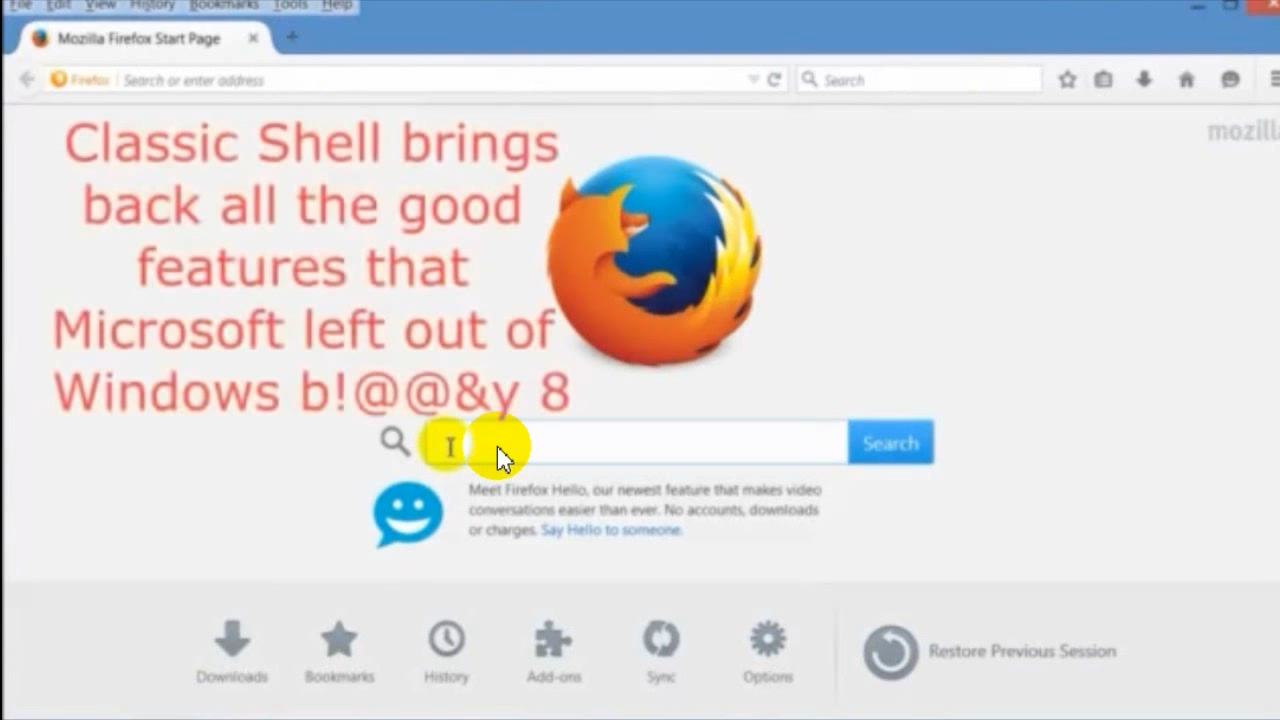 File Edit View History Bookmarks Tools Help
Mozilla Firefox Start Page
Firefox Search or enter address
Search
mozill
Classic Shell brings
back all the good
features that
Microsoft left out of
Windows b!@@&y 8
Search
Meet Firefox Hello, our newest feature that makes video
conversations easier than ever. No accounts, downloads
or charges. Say Hello to someone.
Downloads
Bookmarks
History
Add-ons
Sync
Options
Restore Previous Session